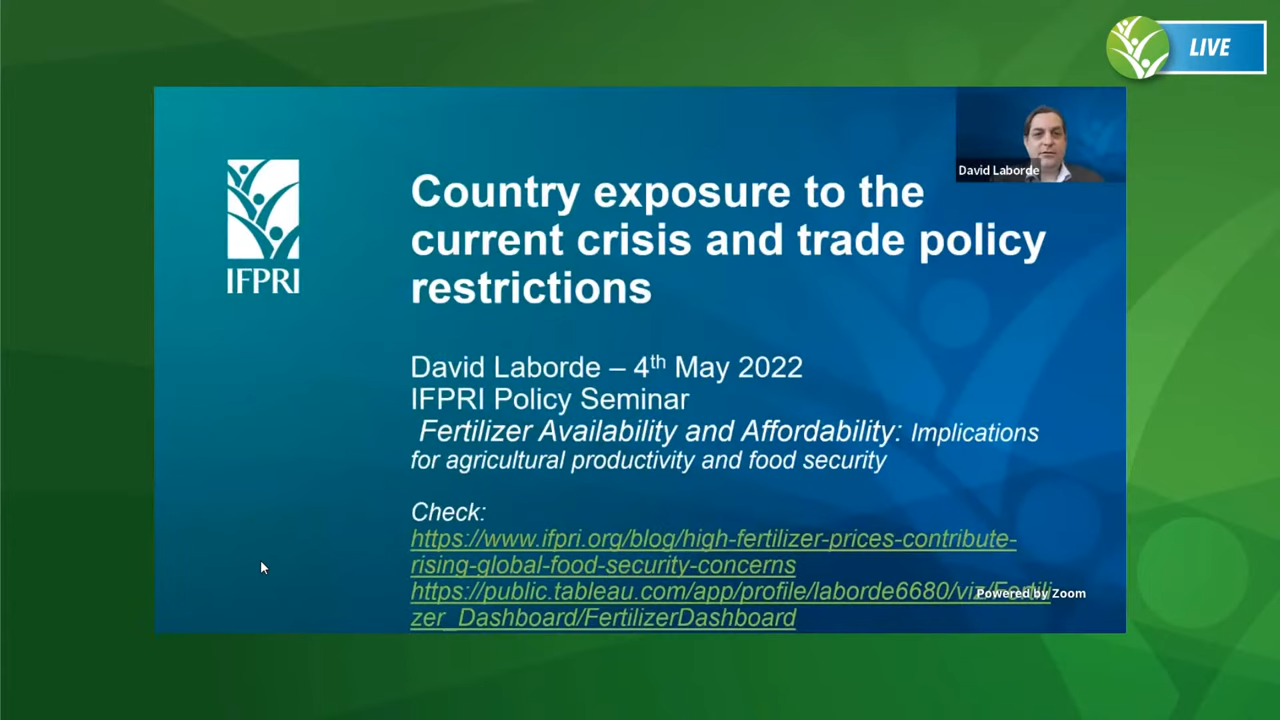 LIVE
David Laborde
IFPRI
Country exposure to the
current crisis and trade policy
restrictions
David Laborde – 4th May 2022
IFPRI Policy Seminar
Fertilizer Availability and Affordability: Implications
for agricultural productivity and food security
Check:
https://www.ifpri.org/blog/high-fertilizer-prices-contribute-
rising-global-food-security-concerns
https://public.tableau.com/app/profile/laborde6680/viz/Fertili
zer_Dashboard/FertilizerDashboard
Powered by Zoom